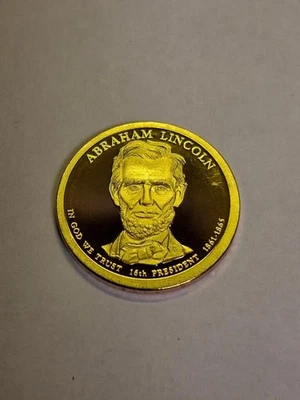 ABRAHAM LINCOLN
IN GOD WE TRUST 16th PRESIDENT 1861-1865